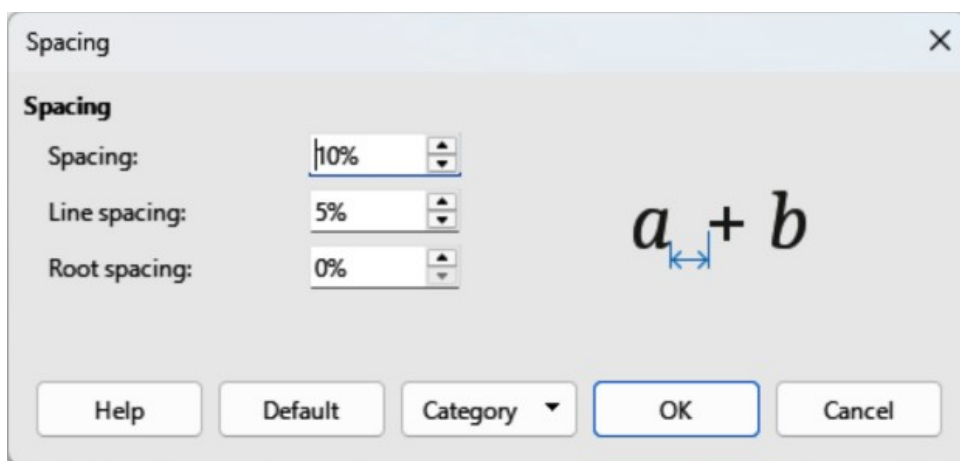 Spacing
Spacing
Spacing: 10%
Line spacing: 5%
Root spacing: 0%
a + b
Help Default Category OK Cancel